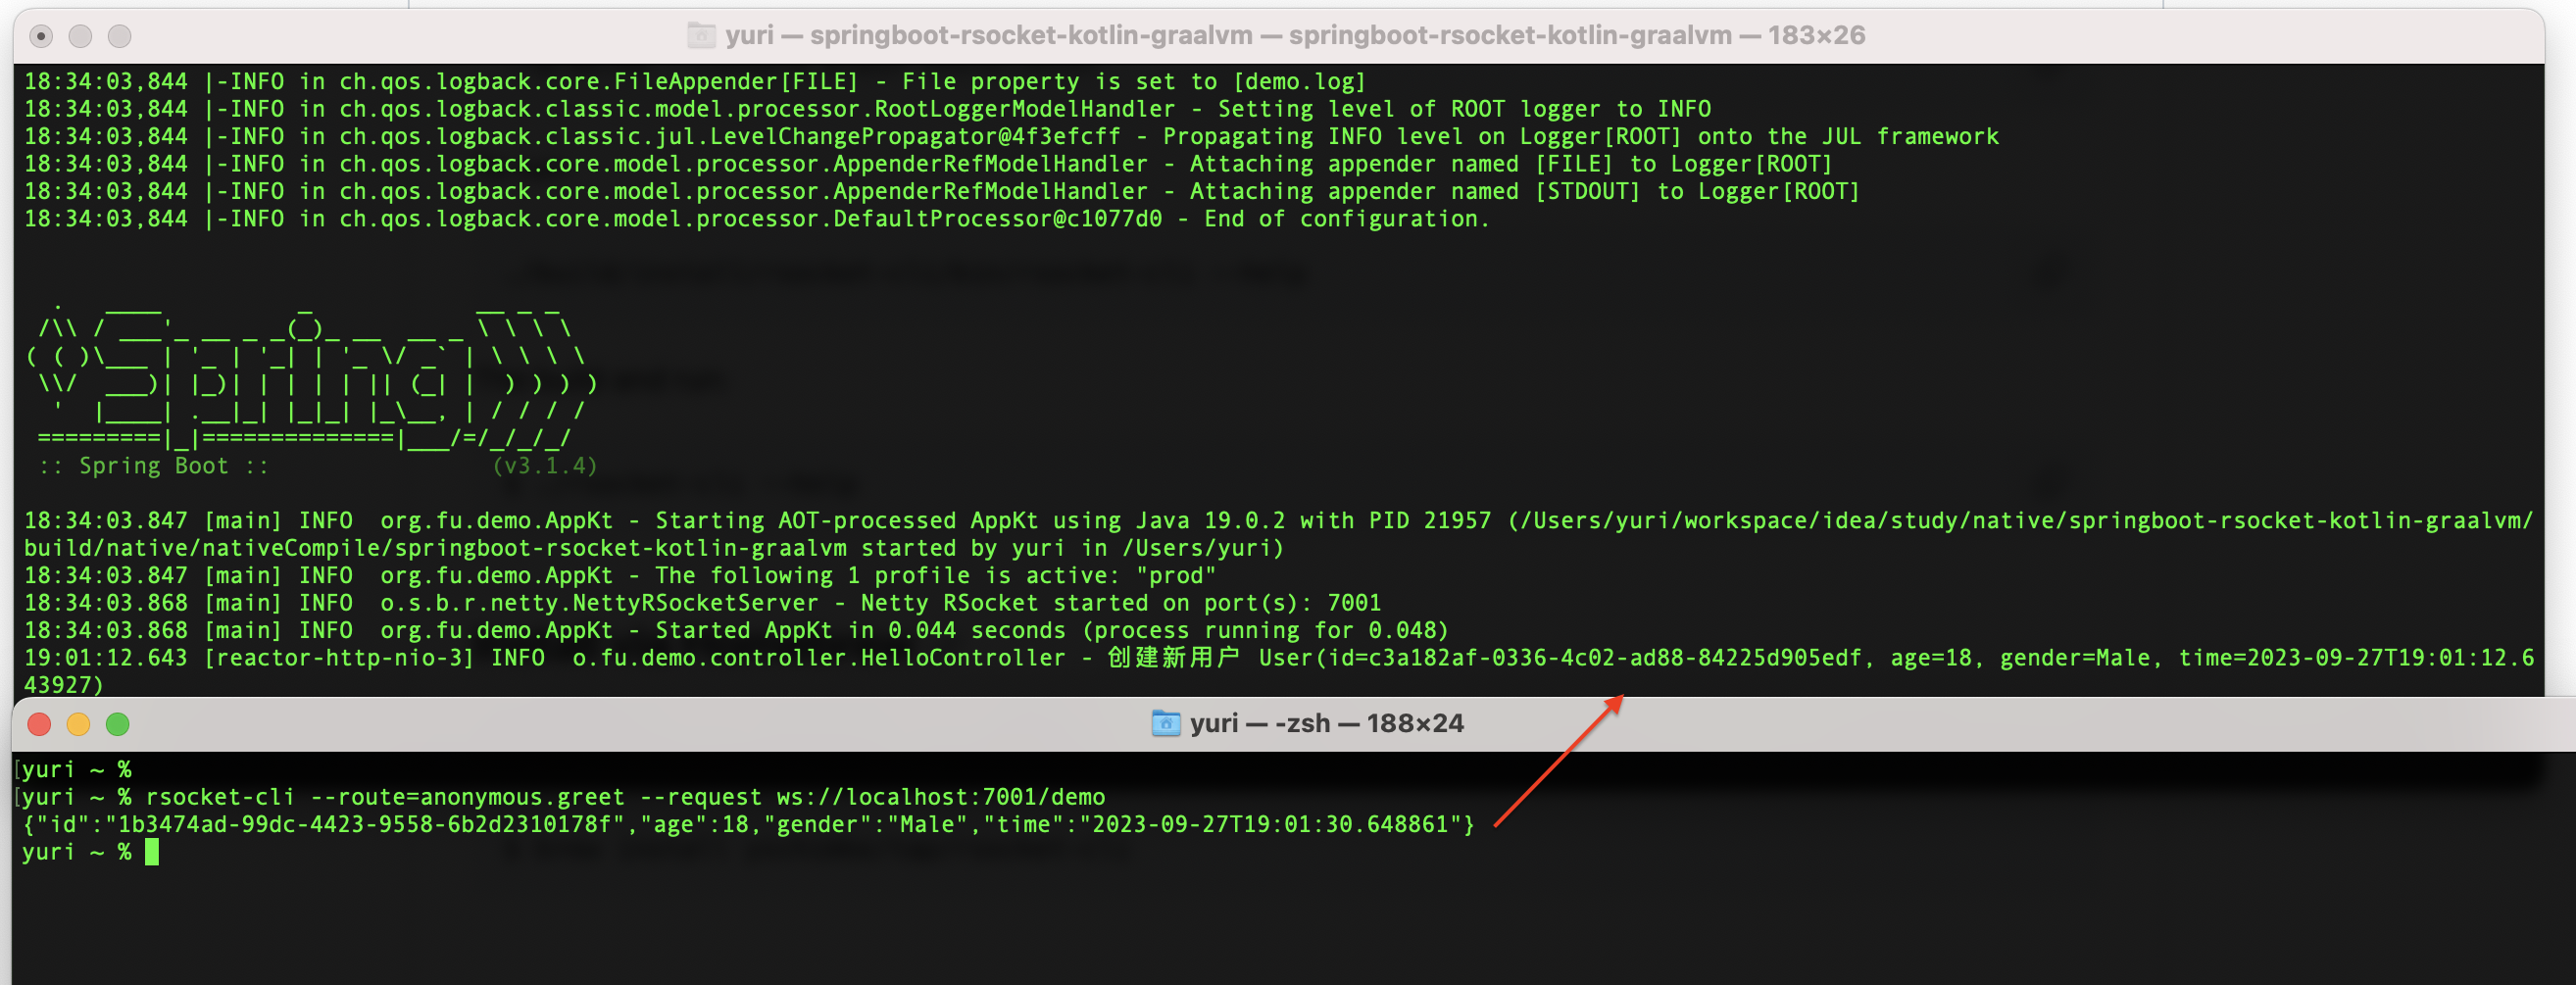 yuri — springboot-rsocket-kotlin-graalvm — springboot-rsocket-kotlin-graalvm — 183×26
18:34:03,844 |-INFO in ch.qos.logback.core.FileAppender[FILE] - File property is set to [demo.log]
18:34:03,844 |-INFO in ch.qos.logback.classic.model.processor.RootLoggerModelHandler - Setting level of ROOT logger to INFO
18:34:03,844 |-INFO in ch.qos.logback.classic.jul.LevelChangePropagator@4f3efcff - Propagating INFO level on Logger[ROOT] onto the JUL framework
18:34:03,844 |-INFO in ch.qos.logback.core.model.processor.AppenderRefModelHandler - Attaching appender named [FILE] to Logger[ROOT]
18:34:03,844 |-INFO in ch.qos.logback.core.model.processor.AppenderRefModelHandler - Attaching appender named [STDOUT] to Logger[ROOT]
18:34:03,844 |-INFO in ch.qos.logback.core.model.processor.DefaultProcessor@c1077d0 - End of configuration.
  .   ____          _            __ _ _
 /\\ / ___'_ __ _ _(_)_ __  __ _ \ \ \ \
( ( )\___ | '_ | '_| | '_ \/ _` | \ \ \ \
 \\/  ___)| |_)| | | | | || (_| |  ) ) ) )
  '  |____| .__|_| |_|_| |_\__, | / / / /
 =========|_|==============|___/=/_/_/_/
 :: Spring Boot ::                (v3.1.4)
18:34:03.847 [main] INFO  org.fu.demo.AppKt - Starting AOT-processed AppKt using Java 19.0.2 with PID 21957 (/Users/yuri/workspace/idea/study/native/springboot-rsocket-kotlin-graalvm/
build/native/nativeCompile/springboot-rsocket-kotlin-graalvm started by yuri in /Users/yuri)
18:34:03.847 [main] INFO  org.fu.demo.AppKt - The following 1 profile is active: "prod"
18:34:03.868 [main] INFO  o.s.b.r.netty.NettyRSocketServer - Netty RSocket started on port(s): 7001
18:34:03.868 [main] INFO  org.fu.demo.AppKt - Started AppKt in 0.044 seconds (process running for 0.048)
19:01:12.643 [reactor-http-nio-3] INFO  o.fu.demo.controller.HelloController - 创建新用户 User(id=c3a182af-0336-4c02-ad88-84225d905edf, age=18, gender=Male, time=2023-09-27T19:01:12.6
43927)
yuri — -zsh — 188×24
[yuri ~ %
[yuri ~ % rsocket-cli --route=anonymous.greet --request ws://localhost:7001/demo
{"id":"1b3474ad-99dc-4423-9558-6b2d2310178f","age":18,"gender":"Male","time":"2023-09-27T19:01:30.648861"}
yuri ~ %